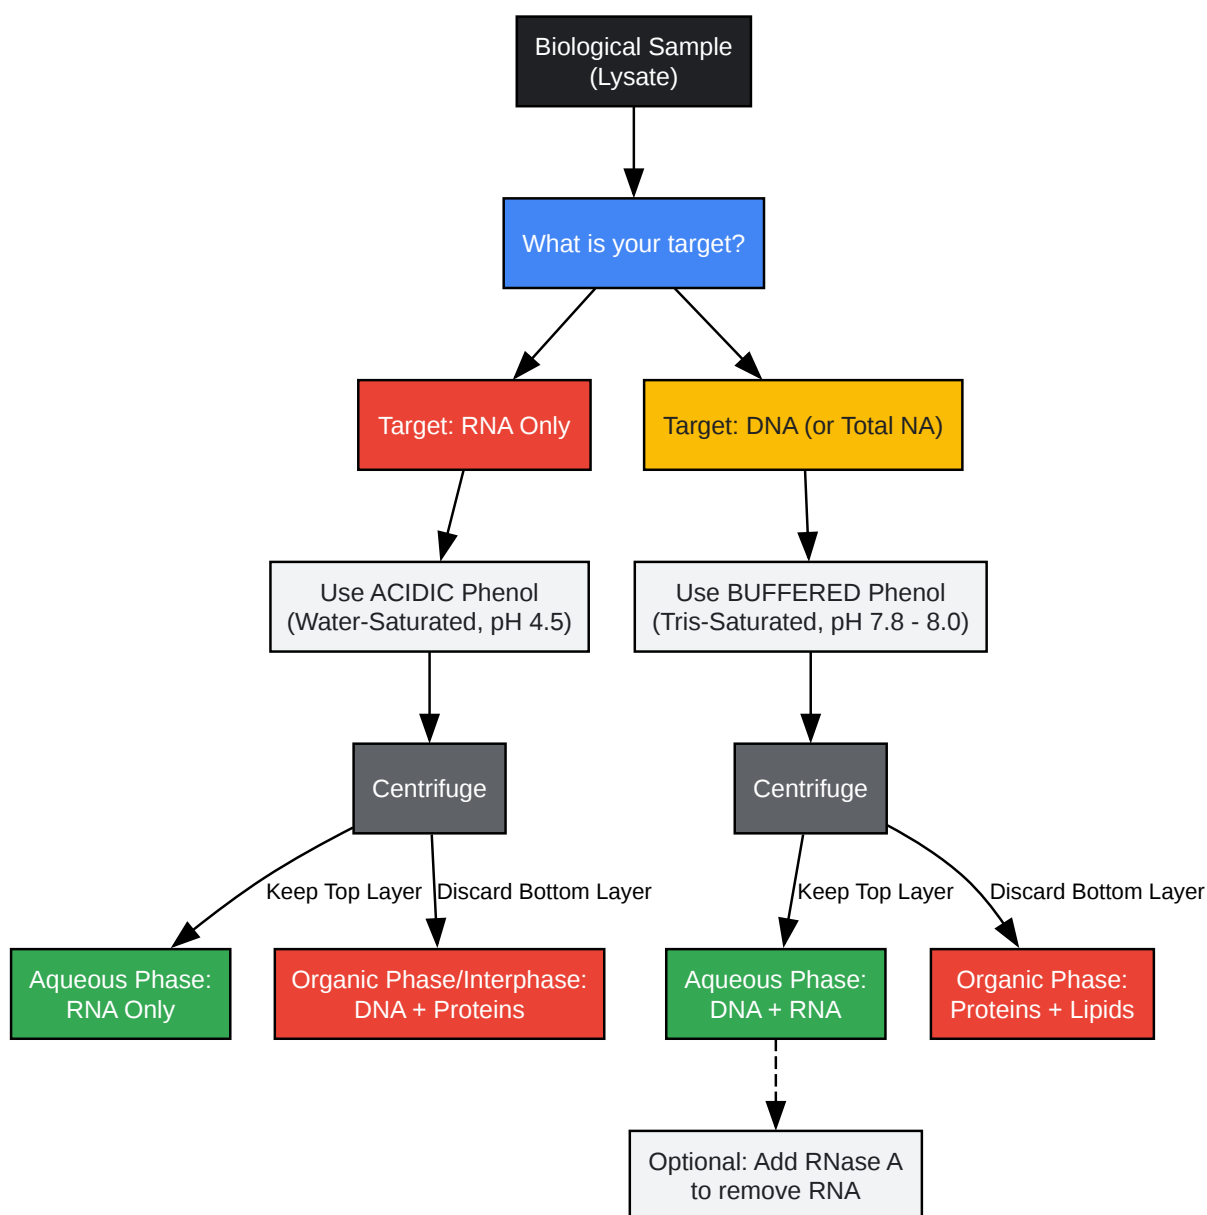 Biological Sample
(Lysate)
What is your target?
Target: RNA Only
Target: DNA (or Total NA)
Use ACIDIC Phenol
(Water-Saturated, pH 4.5)
Use BUFFERED Phenol
(Tris-Saturated, pH 7.8 - 8.0)
Centrifuge
Centrifuge
Keep Top Layer
Discard Bottom Layer
Keep Top Layer
Discard Bottom Layer
Aqueous Phase:
RNA Only
Organic Phase/Interphase:
DNA + Proteins
Aqueous Phase:
DNA + RNA
Organic Phase:
Proteins + Lipids
Optional: Add RNase A
to remove RNA